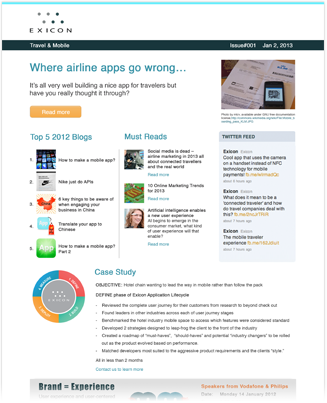 EXICON
Travel & Mobile
Issue#001 Jan 2, 2013
Where airline apps go wrong...
It's all very well building a nice app for travelers but
have you really thought it through?
Read more
Top 5 2012 Blogs
1. How to make a mobile app?
2. Nike just do APIs
3. 6 key things to be aware of
when engaging your
business in China
4. Translate your app to
Chinese
5. How to make a mobile app?
Part 2
Must Reads
Social media is dead –
airline marketing in 2013 all
about connected travelers
and the real world
Read more
10 Online Marketing Trends
for 2013
Read more
Artificial intelligence enables
a new user experience
AI begins to emerge in the
consumer market, what kind
of user experience will that
enable?
Read more
TWITTER FEED
Exicon Exicon
Cool app that uses the camera
on a handset instead of NFC
technology for mobile
payments!
about 2 hours ago
Exicon Exicon
What does it mean to be a
'connected traveler' and how
do travel companies deal with
this?
about 2 hours ago
Exicon Exicon
The mobile traveler
experience
about 1 hours ago
EXICON
Case Study
OBJECTIVE: Hotel chain wanting to lead the way in mobile rather than follow the pack
DEFINE phase of Exicon Application Lifecycle
- Reviewed the complete user journey for their customers from research to beyond check out
- Found leaders in other industries across each of user journey stages
- Benchmarked the hotel industry mobile space to access which features were considered standard
- Developed 2 strategies designed to leap-frog the client to the front of the industry
- Created a roadmap of "must-haves", "should-haves" and potential "industry changers" to be rolled
out as the product evolved based on performance
- Matched developers most suited to the aggressive product requirements and the clients "style."
All in less than 2 months
Contact us to learn more
Brand = Experience
Speakers from Vodafone & Philips
Date: Monday 14 January 2013